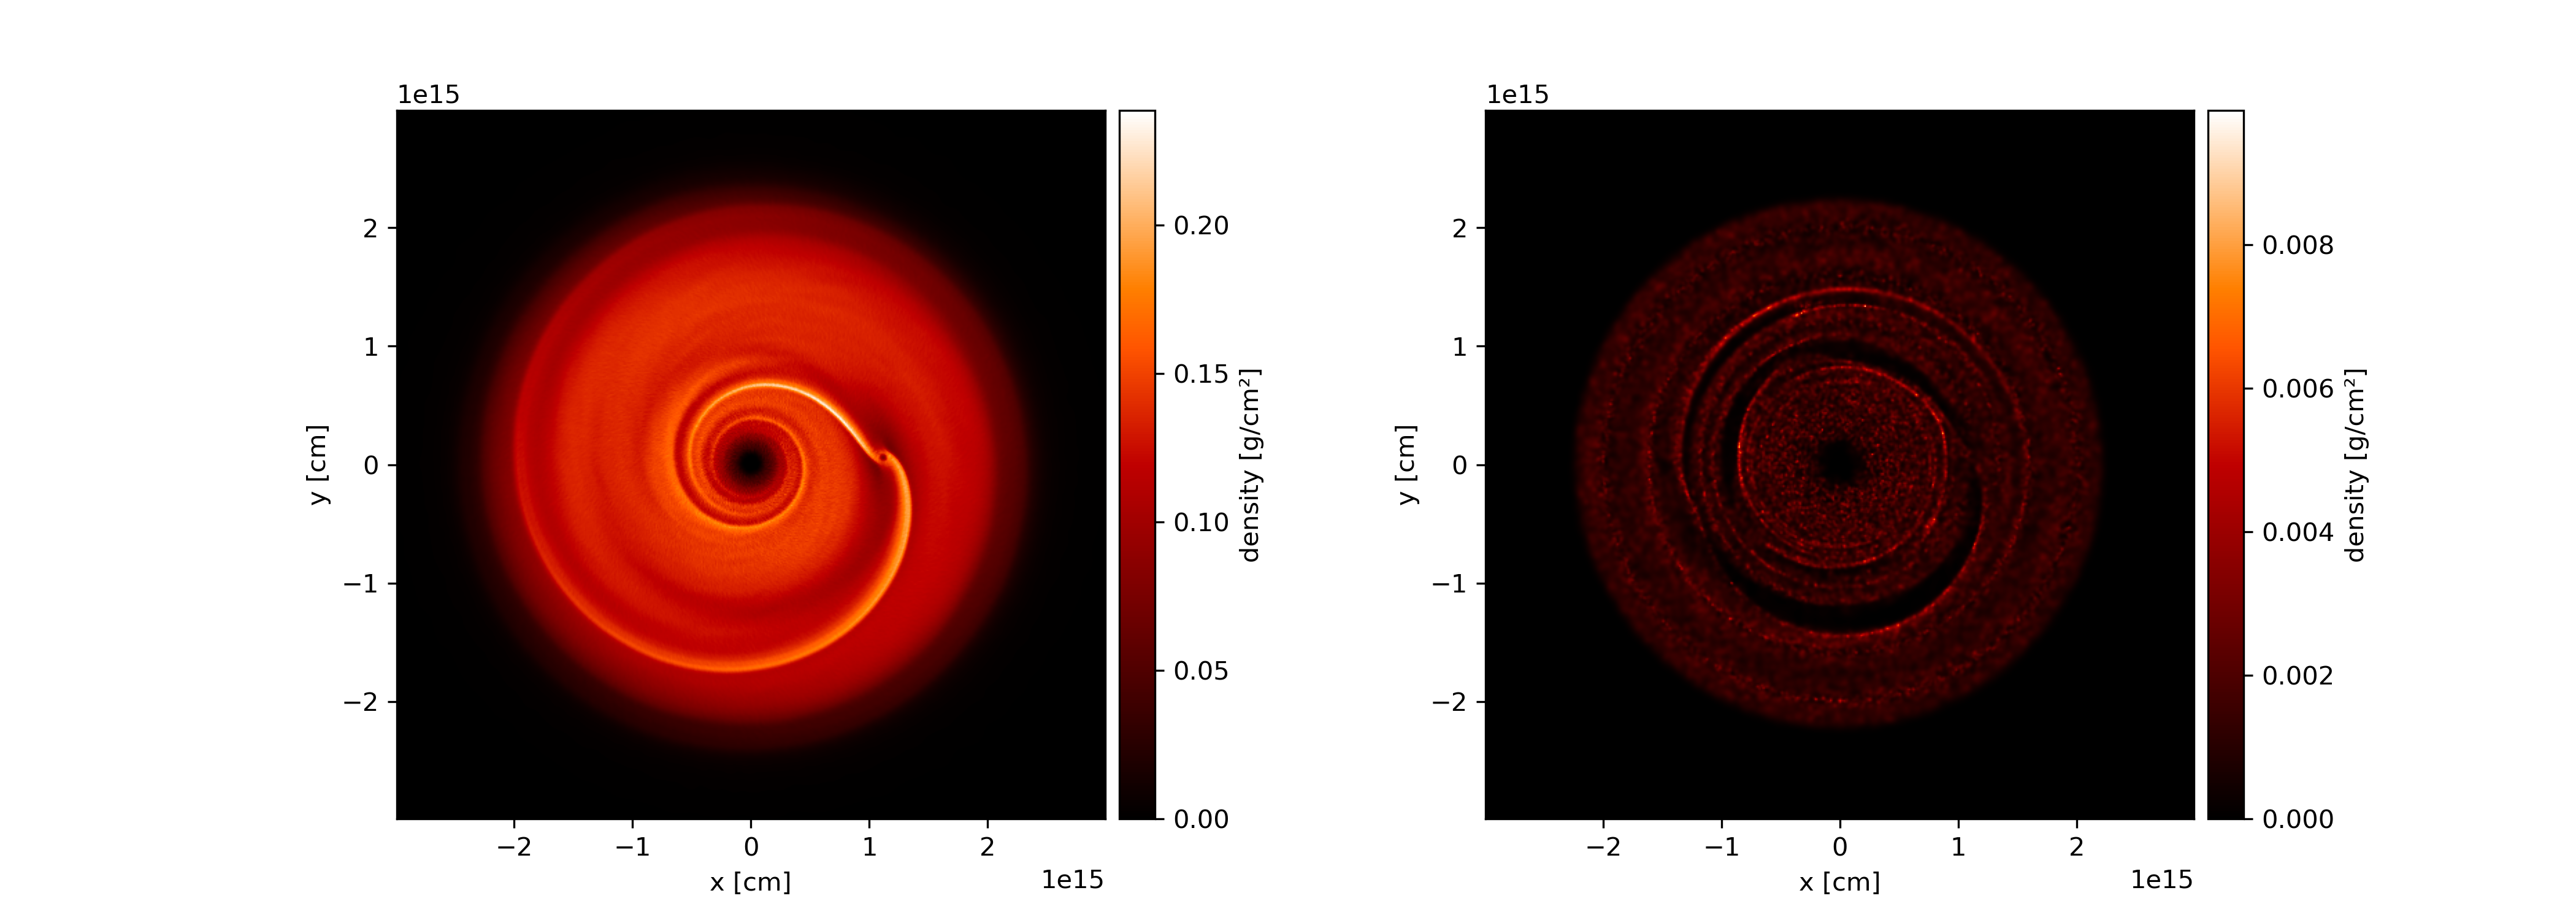 1e15
2
1
0
−1
−2
y [cm]
−2 −1 0 1 2
x [cm]
1e15
0.20
0.15
0.10
0.05
0.00
density [g/cm²]
1e15
2
1
0
−1
−2
y [cm]
−2 −1 0 1 2
x [cm]
1e15
0.008
0.006
0.004
0.002
0.000
density [g/cm²]